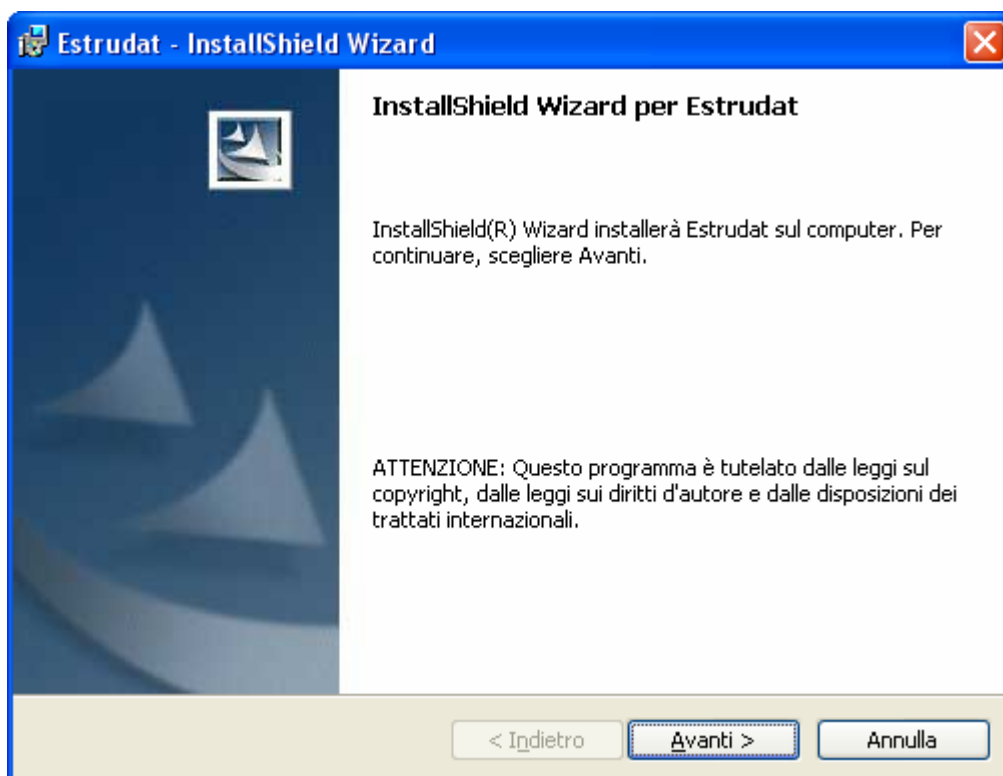 Estrudat - InstallShield Wizard
InstallShield Wizard per Estrudat
InstallShield(R) Wizard installerà Estrudat sul computer. Per
continuare, scegliere Avanti.
ATTENZIONE: Questo programma è tutelato dalle leggi sul
copyright, dalle leggi sui diritti d'autore e dalle disposizioni dei
trattati internazionali.
< Indietro
Avanti >
Annulla